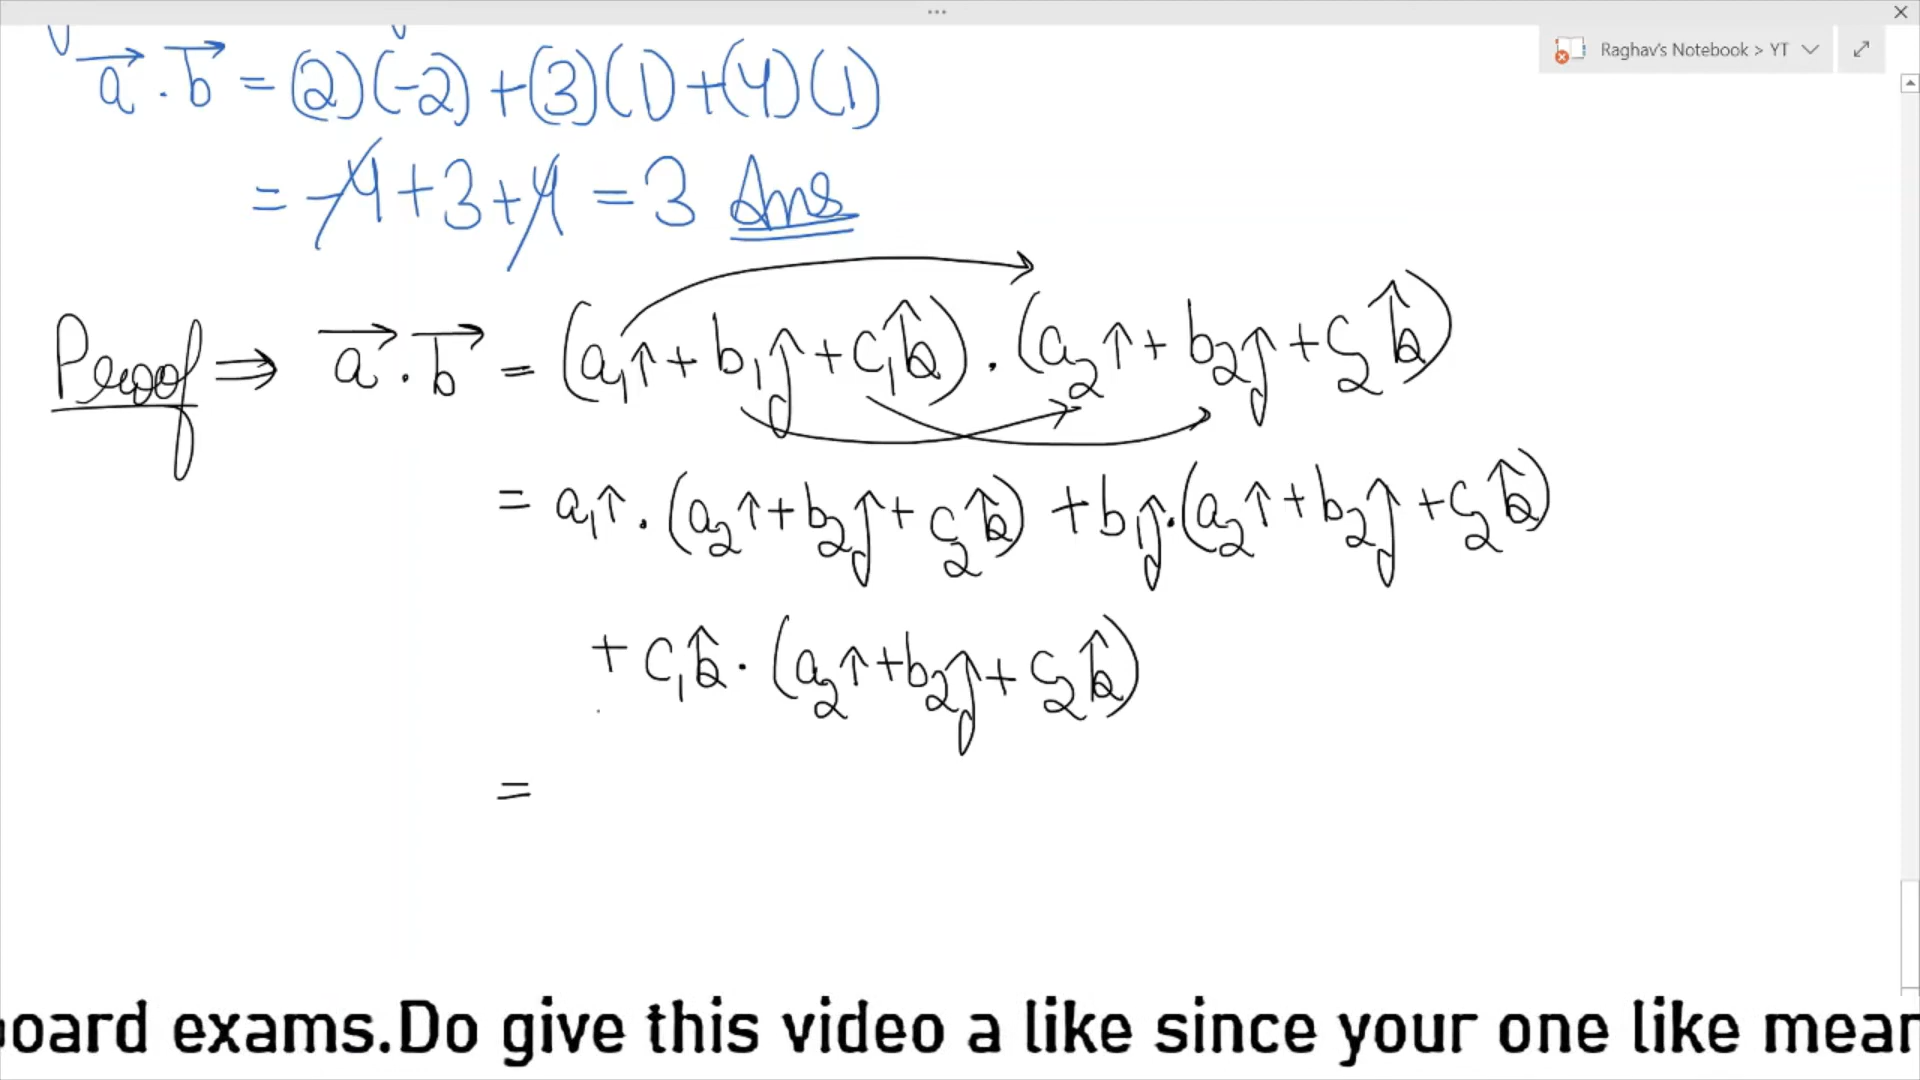 ...
Raghav's Notebook > YT
a⃗ . b⃗ = (2)(-2) + (3)(1) + (4)(1)
= -4 + 3 + 4 = 3 Ans
Proof ⇒ a⃗ . b⃗ = (a₁î + b₁ĵ + c₁k̂) . (a₂î + b₂ĵ + c₂k̂)
= a₁î . (a₂î + b₂ĵ + c₂k̂) + b₁ĵ . (a₂î + b₂ĵ + c₂k̂)
+ c₁k̂ . (a₂î + b₂ĵ + c₂k̂)
=
board exams.Do give this video a like since your one like mean